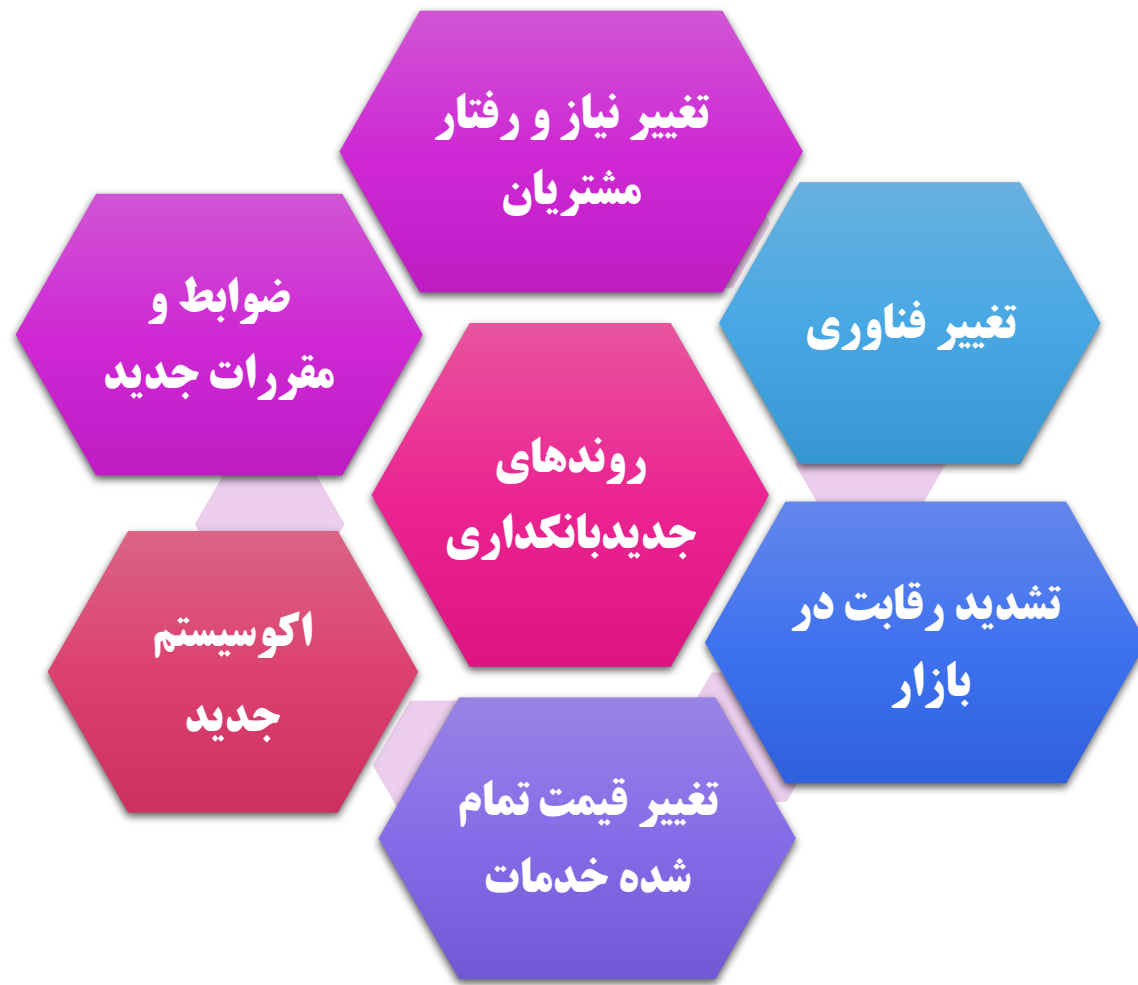 تغییر نیاز و رفتار
مشتریان
تغییر فناوری
ضوابط و
مقررات جدید
روندهای
جدیدبانکداری
تشدید رقابت در
بازار
اکوسیستم
جدید
تغییر قیمت تمام
شده خدمات